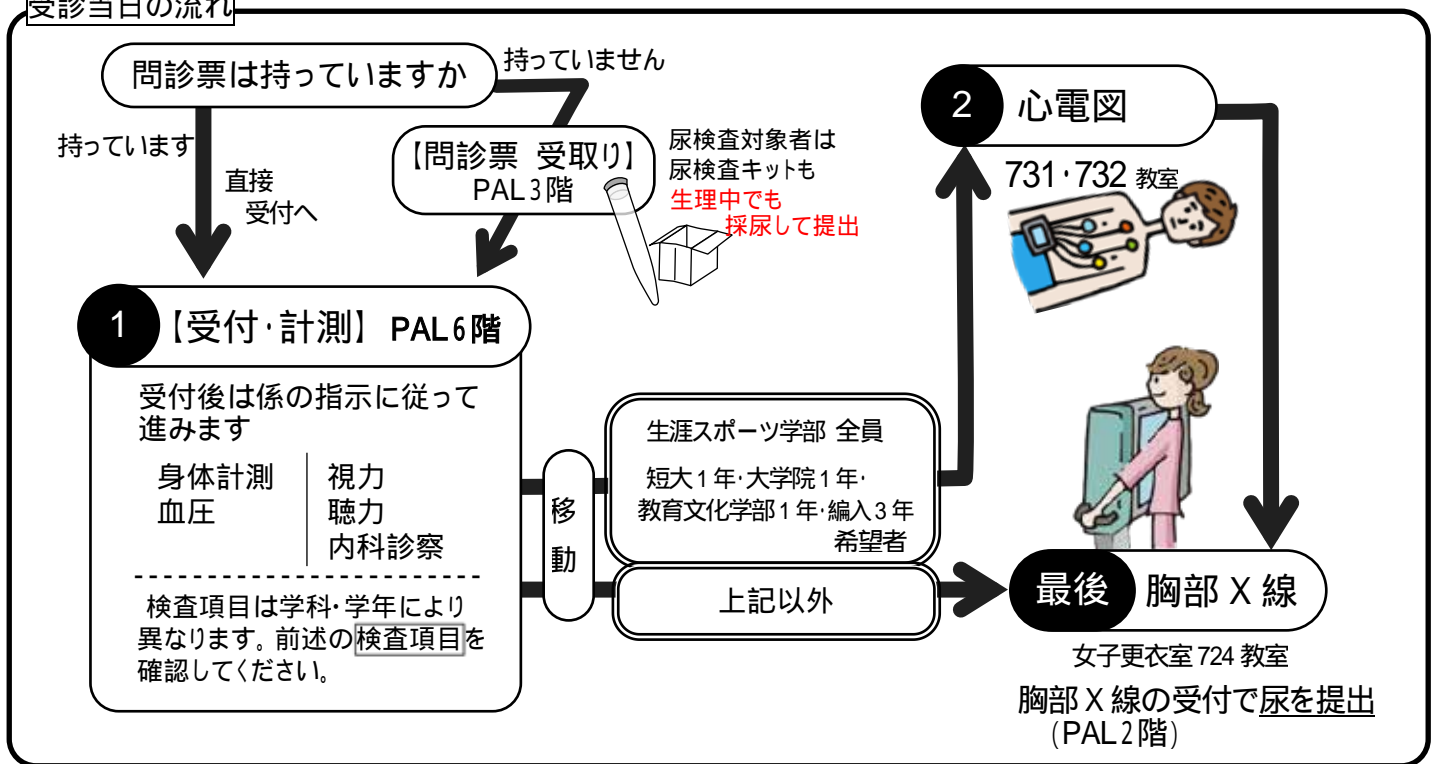 受診当日の流れ
問診票は持っていますか
持っていません
持っています
直接
受付へ
【問診票 受取り】
PAL3階
尿検査対象者は
尿検査キットも
生理中でも
採尿して提出
1 【受付・計測】 PAL6階
受付後は係の指示に従って
進みます
身体計測
血圧
視力
聴力
内科診察
検査項目は学科・学年により
異なります。前述の検査項目を
確認してください。
移
動
生涯スポーツ学部 全員
短大1年・大学院1年・
教育文化学部1年・編入3年
希望者
上記以外
2 心電図
731・732 教室
最後 胸部X線
女子更衣室724教室
胸部X線の受付で尿を提出
(PAL2階)